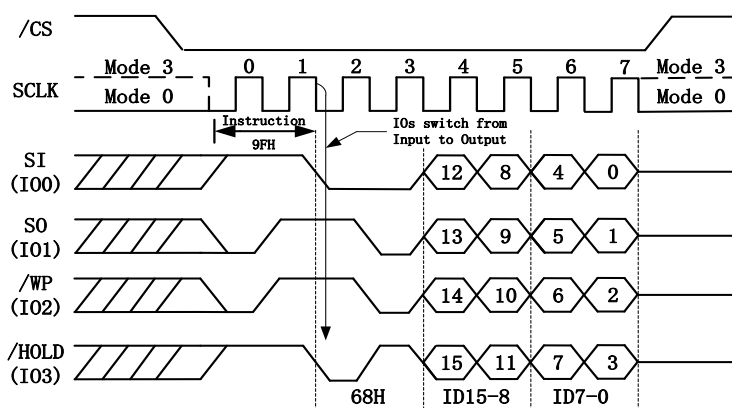 /CS
0 1 2 3 4 5 6 7
Mode 3 Mode 3
SCLK
Mode 0 Mode 0
Instruction
9FH
IOs switch from
Input to Output
SI
(IO0)
12 8 4 0
SO
(IO1)
13 9 5 1
/WP
(IO2)
14 10 6 2
/HOLD
(IO3)
15 11 7 3
68H ID15-8 ID7-0